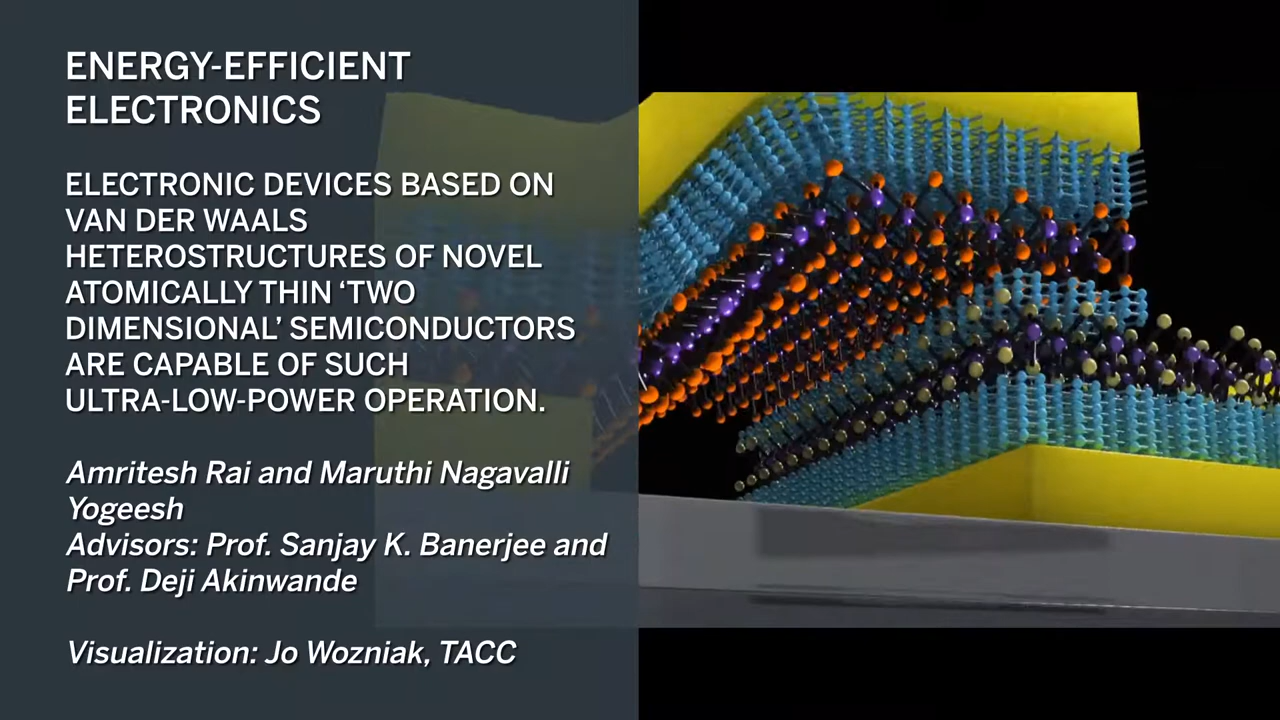 ENERGY-EFFICIENT
ELECTRONICS
ELECTRONIC DEVICES BASED ON
VAN DER WAALS
HETEROSTRUCTURES OF NOVEL
ATOMICALLY THIN ‘TWO
DIMENSIONAL’ SEMICONDUCTORS
ARE CAPABLE OF SUCH
ULTRA-LOW-POWER OPERATION.
Amritesh Rai and Maruthi Nagavalli
Yogeesh
Advisors: Prof. Sanjay K. Banerjee and
Prof. Deji Akinwande
Visualization: Jo Wozniak, TACC